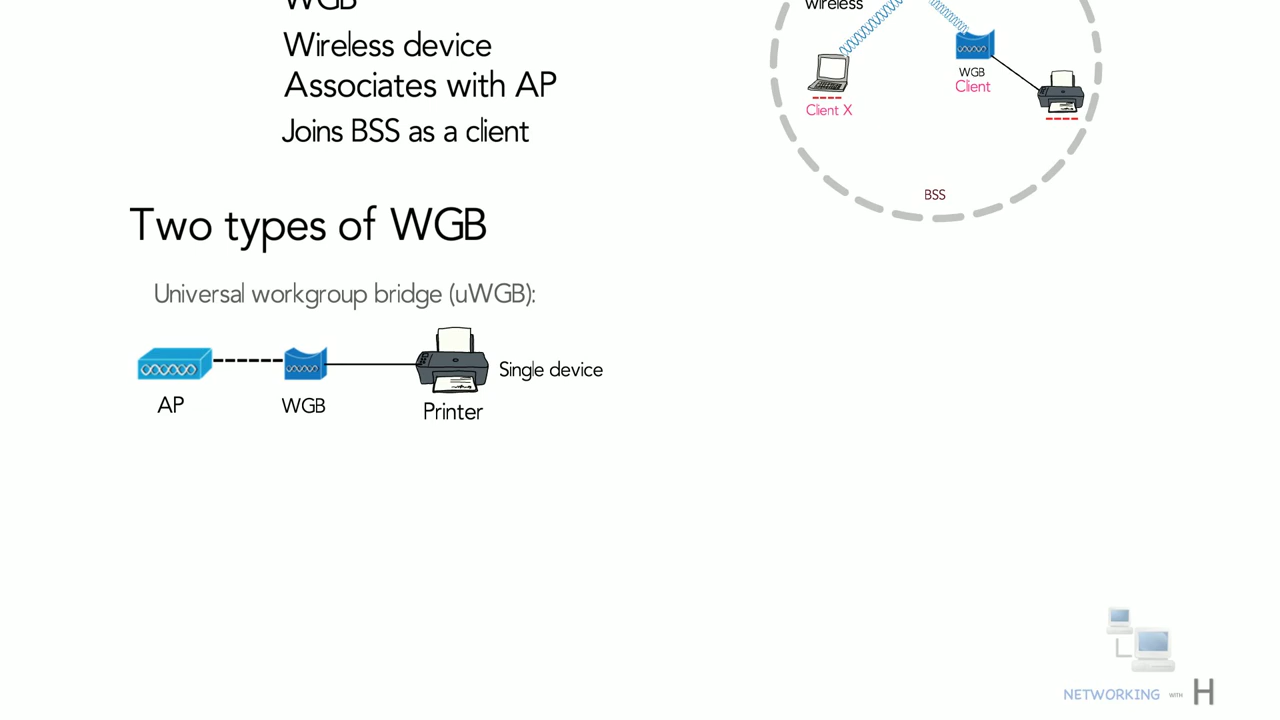 WGB
Wireless device
Associates with AP
Joins BSS as a client
wireless
WGB
Client
Client X
BSS
Two types of WGB
Universal workgroup bridge (uWGB):
Single device
AP
WGB
Printer
NETWORKING WITH H